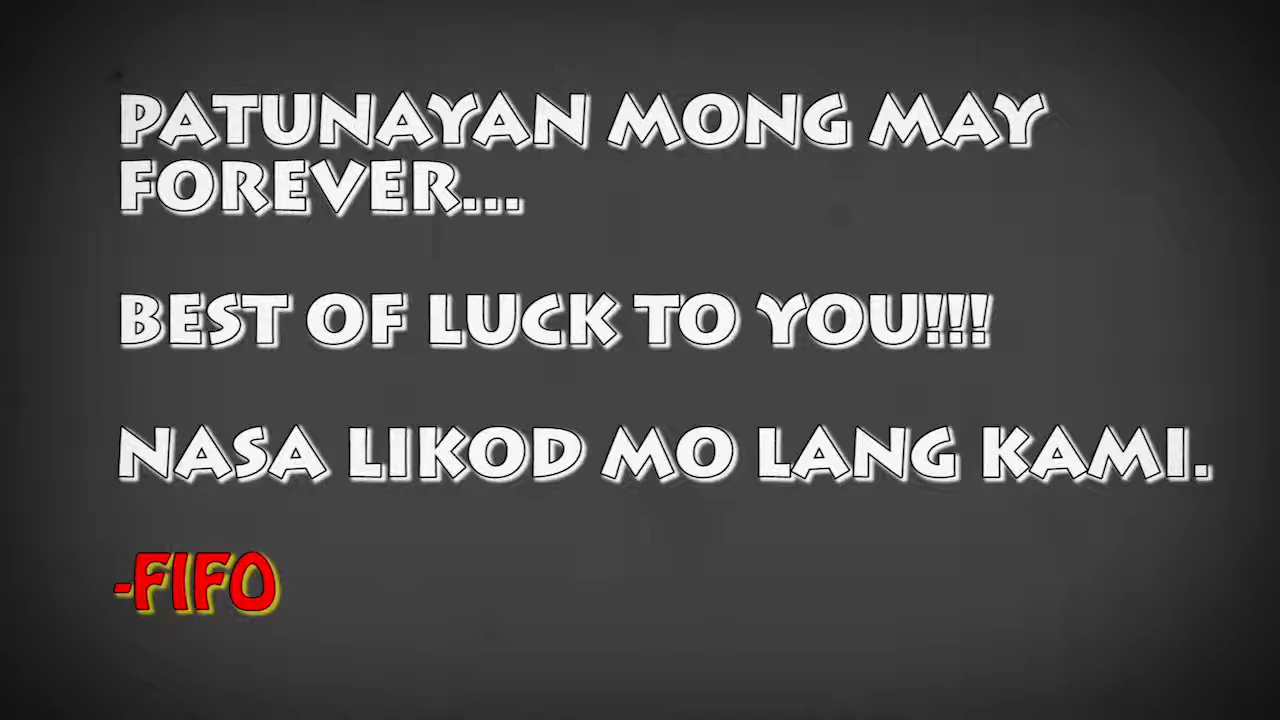 PATUNAYAN MONG MAY
FOREVER...
BEST OF LUCK TO YOU!!!
NASA LIKOD MO LANG KAMI.
-FIFO